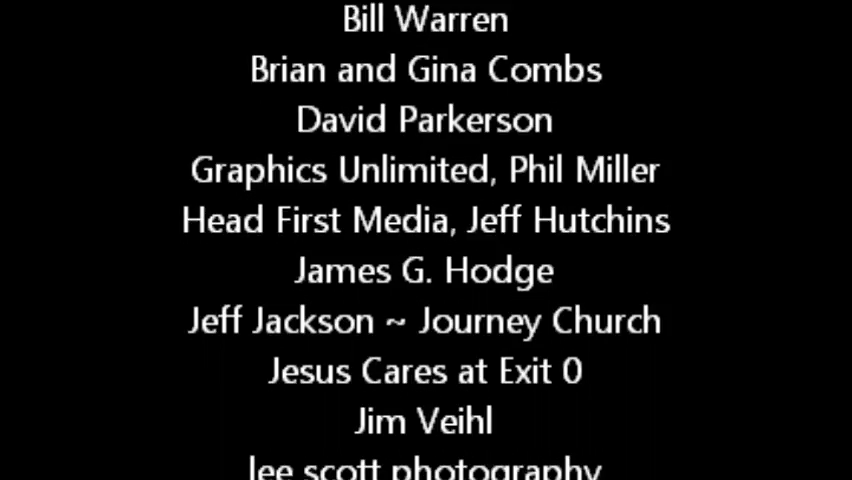 Bill Warren
Brian and Gina Combs
David Parkerson
Graphics Unlimited, Phil Miller
Head First Media, Jeff Hutchins
James G. Hodge
Jeff Jackson ~ Journey Church
Jesus Cares at Exit 0
Jim Veihl
lee scott photography